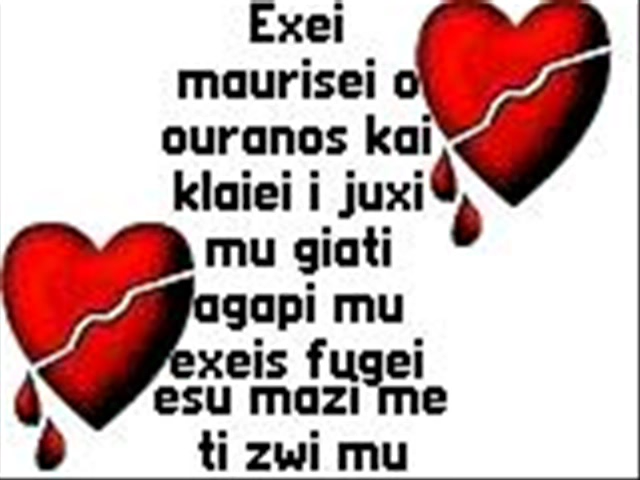 Exei
maurisei o
ouranos kai
klaiei i juxi
mu giati
agapi mu
exeis fugei
esu mazi me
ti zwi mu